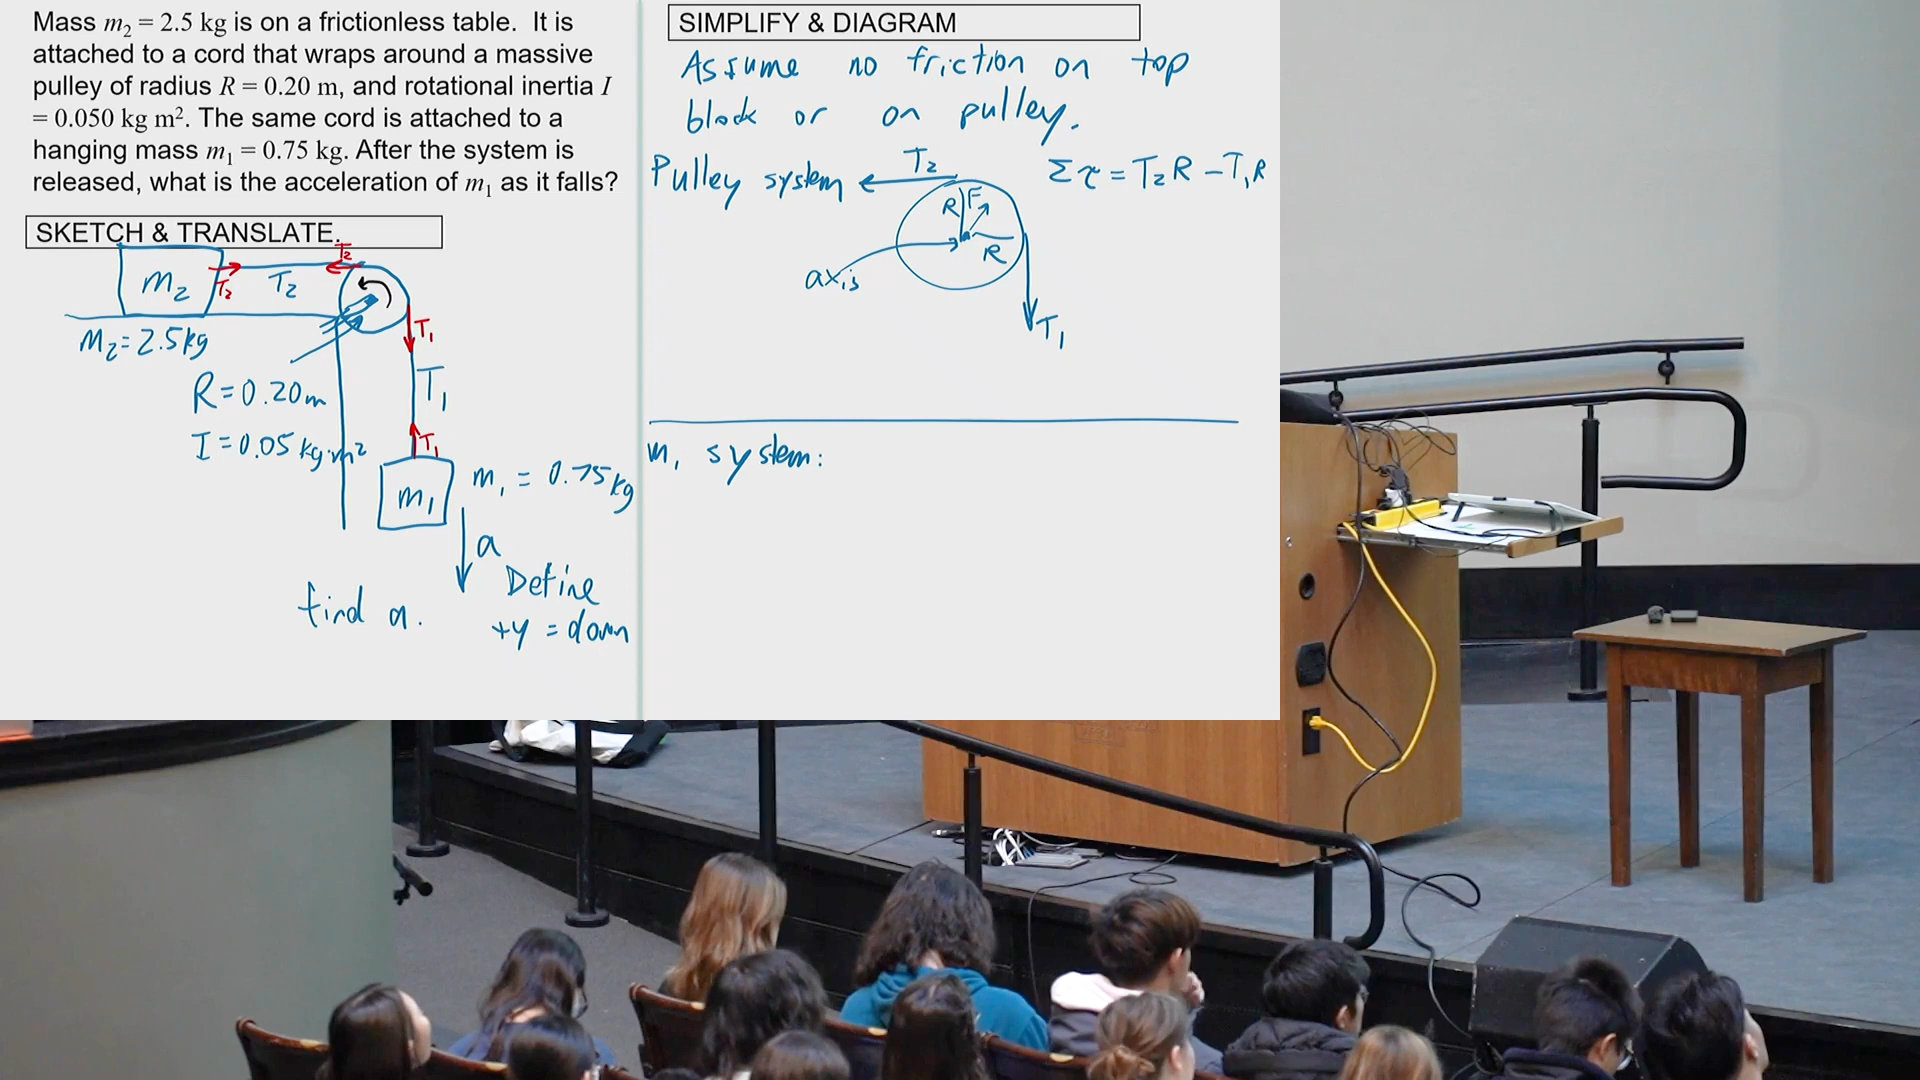 Mass m₂ = 2.5 kg is on a frictionless table. It is
attached to a cord that wraps around a massive
pulley of radius R = 0.20 m, and rotational inertia I
= 0.050 kg m². The same cord is attached to a
hanging mass m₁ = 0.75 kg. After the system is
released, what is the acceleration of m₁ as it falls?
SKETCH & TRANSLATE.
m₂
T₂
T₂
T₂
m₂ = 2.5 kg
R = 0.20 m
I = 0.05 kg·m²
T₁
T₁
T₁
m₁
m₁ = 0.75 kg
a
Define
+y = down
find a.
SIMPLIFY & DIAGRAM
Assume no friction on top
block or on pulley.
Pulley system
T₂
Στ = T₂R – T₁R
R
F
R
axis
T₁
m₁ system: